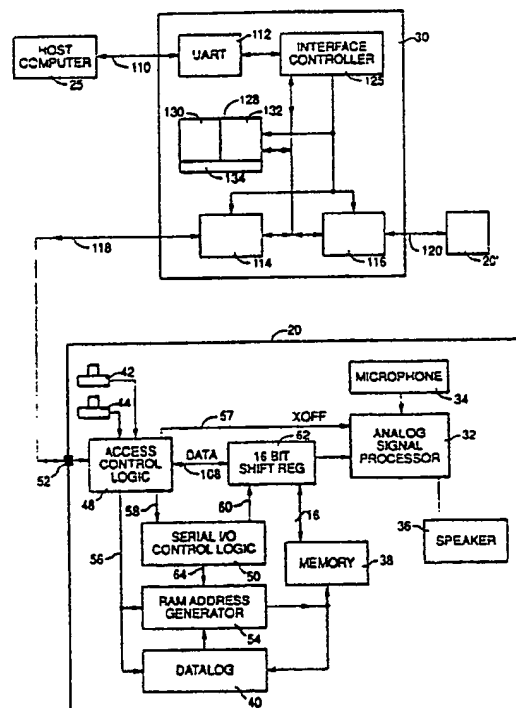 HOST
COMPUTER
25
110
UART
112
INTERFACE
CONTROLLER
125
30
130
128
132
134
118
114
116
120
20'
20
42
44
MICROPHONE
34
57
XOFF
62
ANALOG
SIGNAL
PROCESSOR
32
52
ACCESS
CONTROL
LOGIC
48
DATA
108
16 BIT
SHIFT REG
58
60
16
36
SPEAKER
56
SERIAL I/O
CONTROL LOGIC
50
MEMORY
38
64
RAM ADDRESS
GENERATOR
54
DATALOG
40